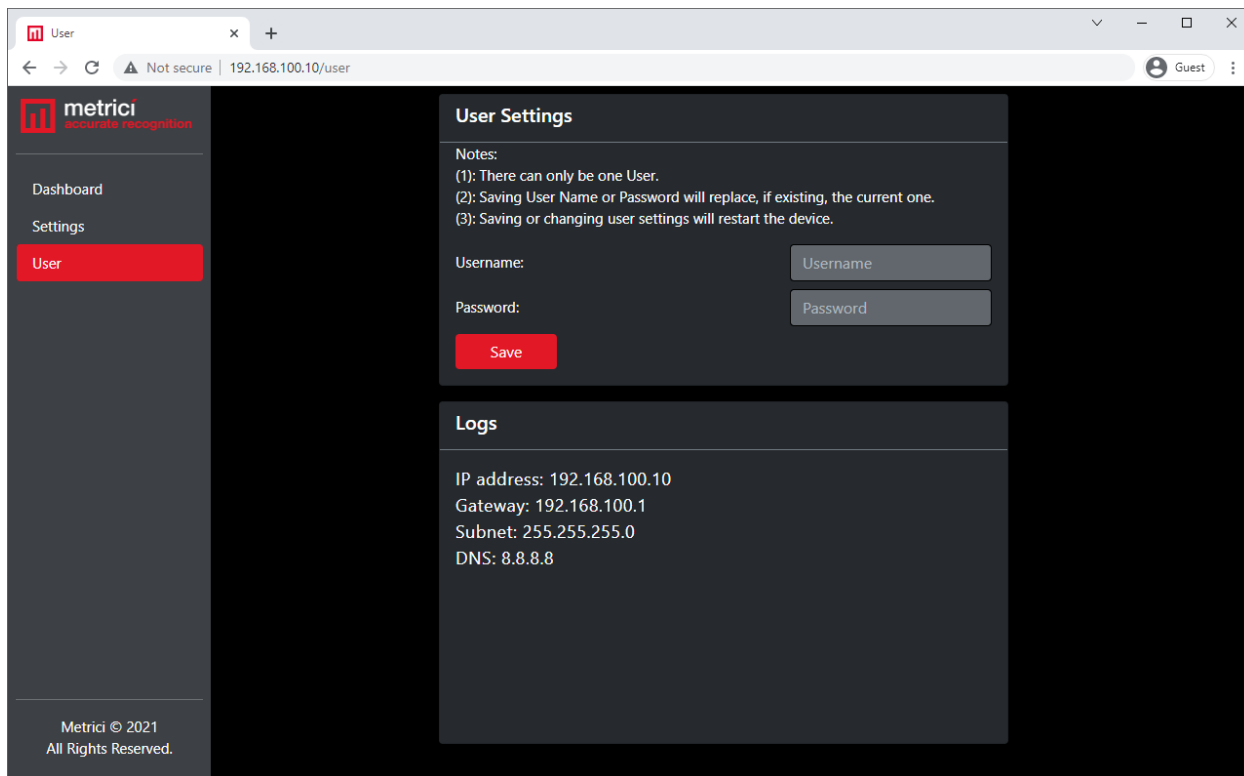 User
Not secure
192.168.100.10/user
Guest
metrici
accurate recognition
Dashboard
Settings
User
Metrici © 2021
All Rights Reserved.
User Settings
Notes:
(1): There can only be one User.
(2): Saving User Name or Password will replace, if existing, the current one.
(3): Saving or changing user settings will restart the device.
Username: Username
Password: Password
Save
Logs
IP address: 192.168.100.10
Gateway: 192.168.100.1
Subnet: 255.255.255.0
DNS: 8.8.8.8